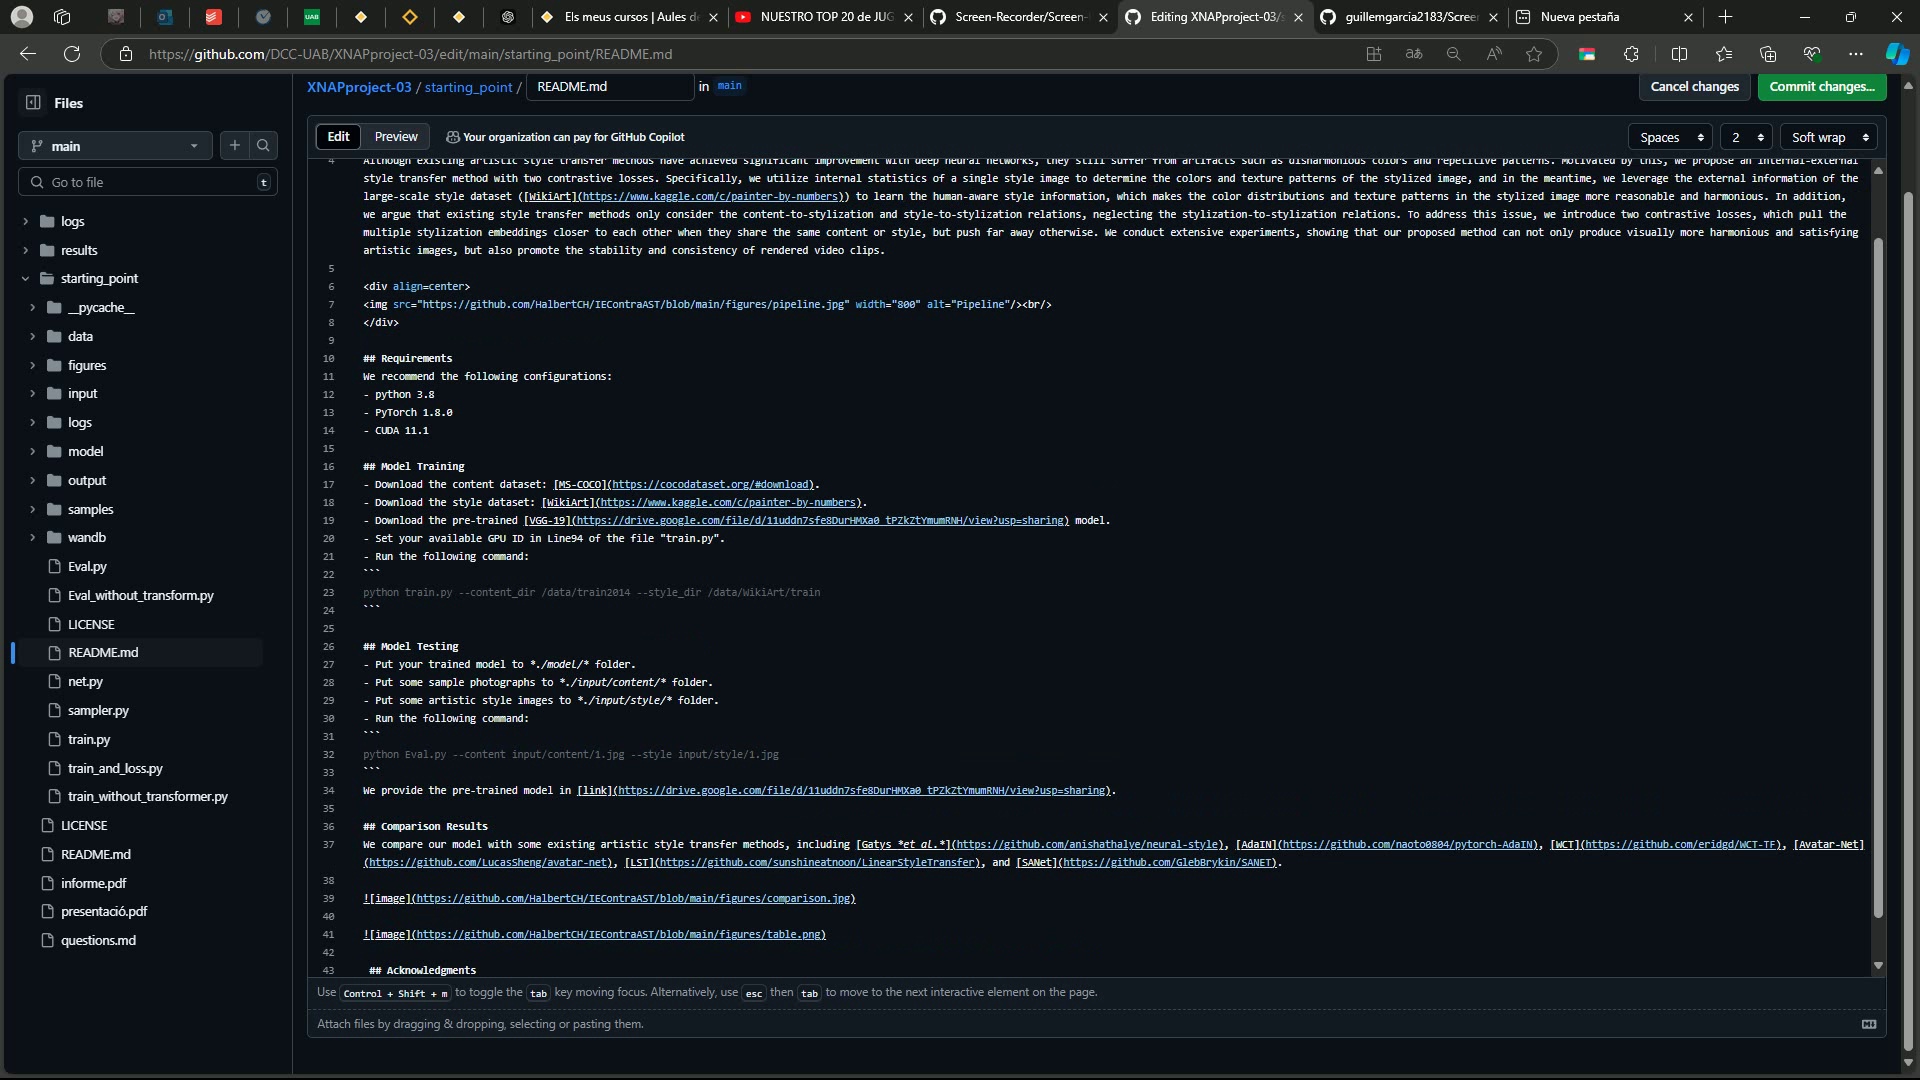 UAB
Els meus cursos | Aules d
NUESTRO TOP 20 de JUG
Screen-Recorder/Screen-
Editing XNAPproject-03/s
guillemgarcia2183/Screen
Nueva pestaña
https://github.com/DCC-UAB/XNAPproject-03/edit/main/starting_point/README.md
Files
XNAPproject-03 / starting_point / README.md in main
Cancel changes
Commit changes...
main
Edit
Preview
Your organization can pay for GitHub Copilot
Spaces
2
Soft wrap
Go to file
t
logs
results
starting_point
__pycache__
data
figures
input
logs
model
output
samples
wandb
Eval.py
Eval_without_transform.py
LICENSE
README.md
net.py
sampler.py
train.py
train_and_loss.py
train_without_transformer.py
LICENSE
README.md
informe.pdf
presentació.pdf
questions.md
4 Although existing artistic style transfer methods have achieved significant improvement with deep neural networks, they still suffer from artifacts such as disharmonious colors and repetitive patterns. Motivated by this, we propose an internal-external
style transfer method with two contrastive losses. Specifically, we utilize internal statistics of a single style image to determine the colors and texture patterns of the stylized image, and in the meantime, we leverage the external information of the
large-scale style dataset ([WikiArt](https://www.kaggle.com/c/painter-by-numbers)) to learn the human-aware style information, which makes the color distributions and texture patterns in the stylized image more reasonable and harmonious. In addition,
we argue that existing style transfer methods only consider the content-to-stylization and style-to-stylization relations, neglecting the stylization-to-stylization relations. To address this issue, we introduce two contrastive losses, which pull the
multiple stylization embeddings closer to each other when they share the same content or style, but push far away otherwise. We conduct extensive experiments, showing that our proposed method can not only produce visually more harmonious and satisfying
artistic images, but also promote the stability and consistency of rendered video clips.
5
6 <div align=center>
7 <img src="https://github.com/HalbertCH/IEContraAST/blob/main/figures/pipeline.jpg" width="800" alt="Pipeline"/><br/>
8 </div>
9
10 ## Requirements
11 We recommend the following configurations:
12 - python 3.8
13 - PyTorch 1.8.0
14 - CUDA 11.1
15
16 ## Model Training
17 - Download the content dataset: [MS-COCO](https://cocodataset.org/#download).
18 - Download the style dataset: [WikiArt](https://www.kaggle.com/c/painter-by-numbers).
19 - Download the pre-trained [VGG-19](https://drive.google.com/file/d/11uddn7sfe8DurHMXa0_tPZkZtYmumRNH/view?usp=sharing) model.
20 - Set your available GPU ID in Line94 of the file "train.py".
21 - Run the following command:
22 ```
23 python train.py --content_dir /data/train2014 --style_dir /data/WikiArt/train
24 ```
25
26 ## Model Testing
27 - Put your trained model to *./model/* folder.
28 - Put some sample photographs to *./input/content/* folder.
29 - Put some artistic style images to *./input/style/* folder.
30 - Run the following command:
31 ```
32 python Eval.py --content input/content/1.jpg --style input/style/1.jpg
33 ```
34 We provide the pre-trained model in [link](https://drive.google.com/file/d/11uddn7sfe8DurHMXa0_tPZkZtYmumRNH/view?usp=sharing).
35
36 ## Comparison Results
37 We compare our model with some existing artistic style transfer methods, including [Gatys *et al.*](https://github.com/anishathalye/neural-style), [AdaIN](https://github.com/naoto0804/pytorch-AdaIN), [WCT](https://github.com/eridgd/WCT-TF), [Avatar-Net]
(https://github.com/LucasSheng/avatar-net), [LST](https://github.com/sunshineatnoon/LinearStyleTransfer), and [SANet](https://github.com/GlebBrykin/SANET).
38
39 ![image](https://github.com/HalbertCH/IEContraAST/blob/main/figures/comparison.jpg)
40
41 ![image](https://github.com/HalbertCH/IEContraAST/blob/main/figures/table.png)
42
43 ## Acknowledgments
Use Control + Shift + m to toggle the tab key moving focus. Alternatively, use esc then tab to move to the next interactive element on the page.
Attach files by dragging & dropping, selecting or pasting them.